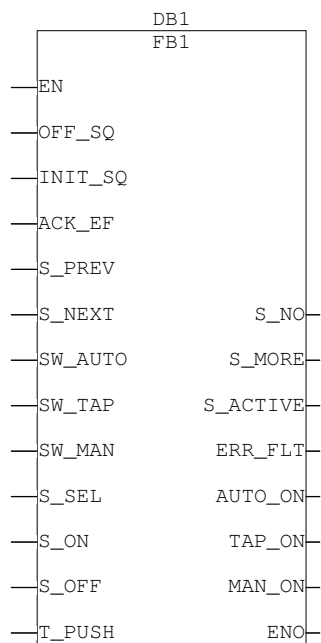 DB1
FB1
EN
OFF_SQ
INIT_SQ
ACK_EF
S_PREV
S_NEXT S_NO
SW_AUTO S_MORE
SW_TAP S_ACTIVE
SW_MAN ERR_FLT
S_SEL AUTO_ON
S_ON TAP_ON
S_OFF MAN_ON
T_PUSH ENO